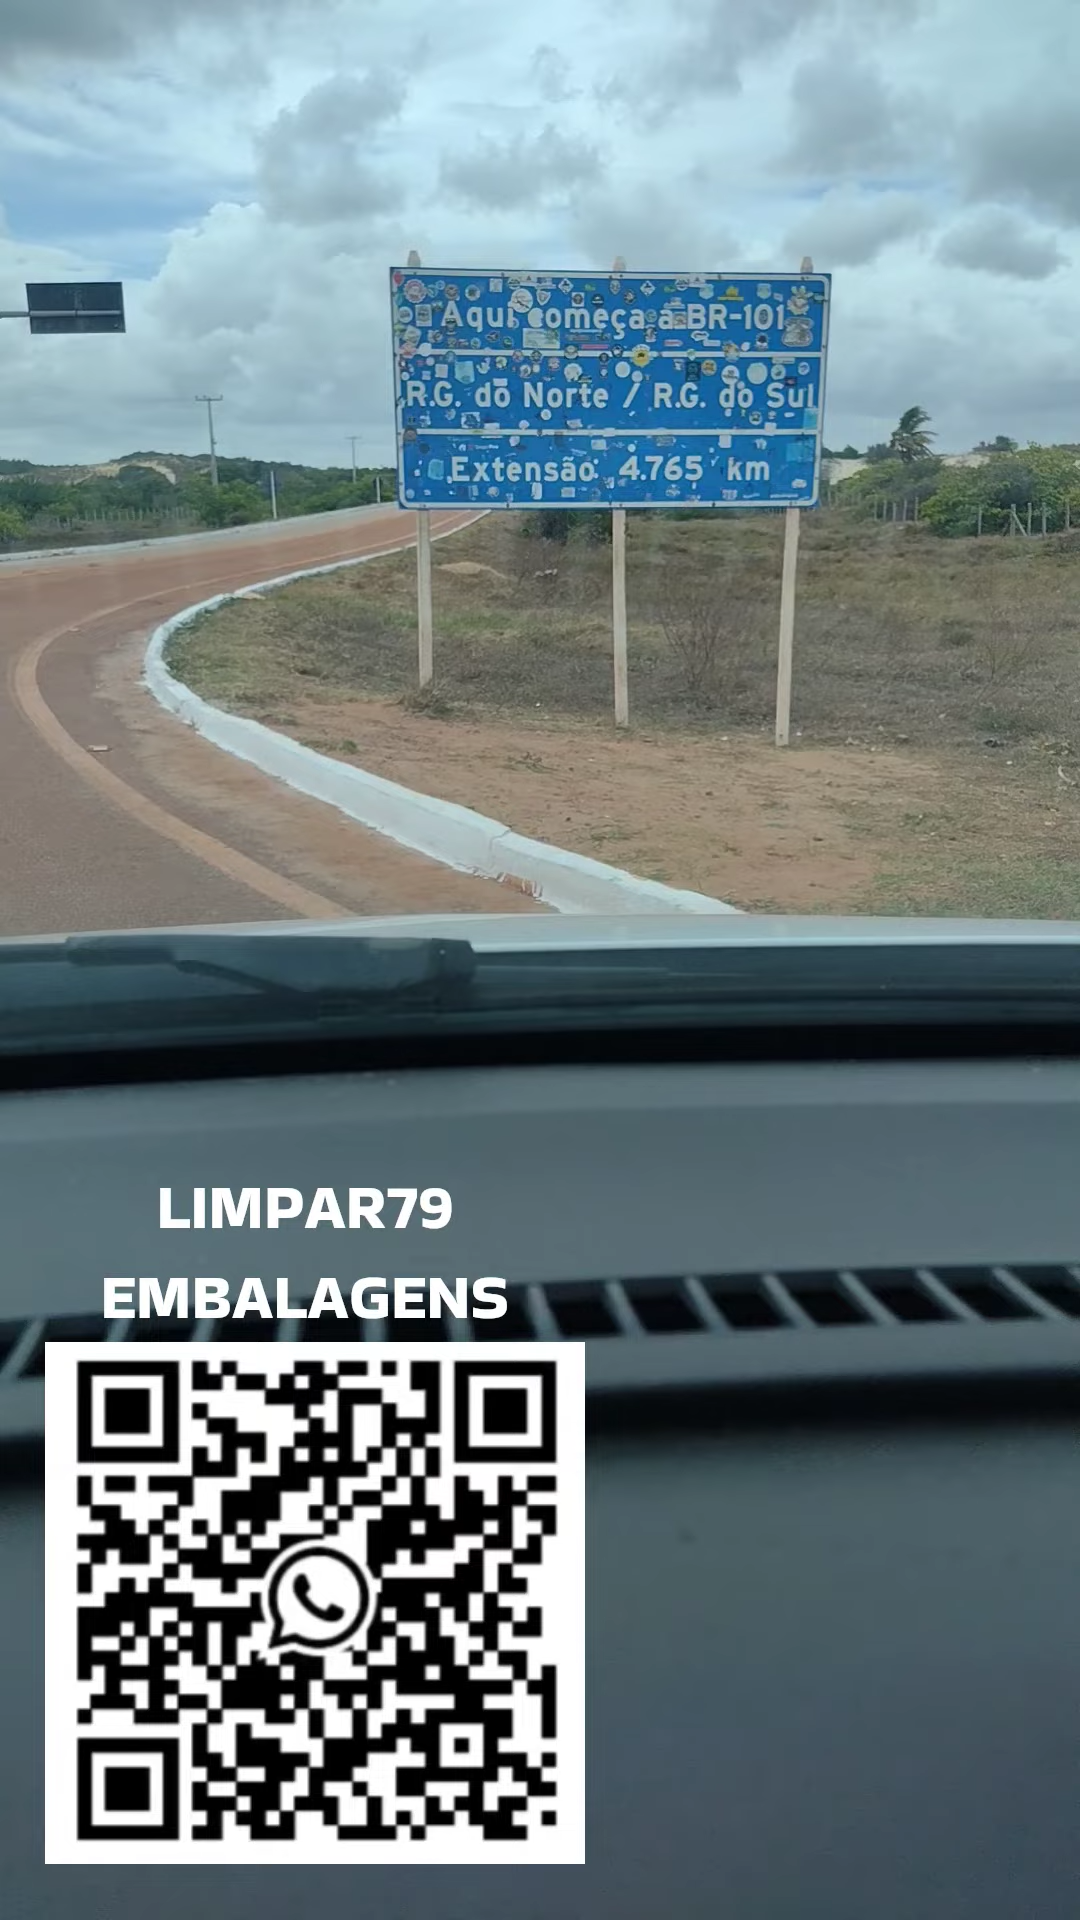 Aqui começa a BR-101
R.G. do Norte / R.G. do Sul
Extensão: 4.765 km
LIMPAR79
EMBALAGENS